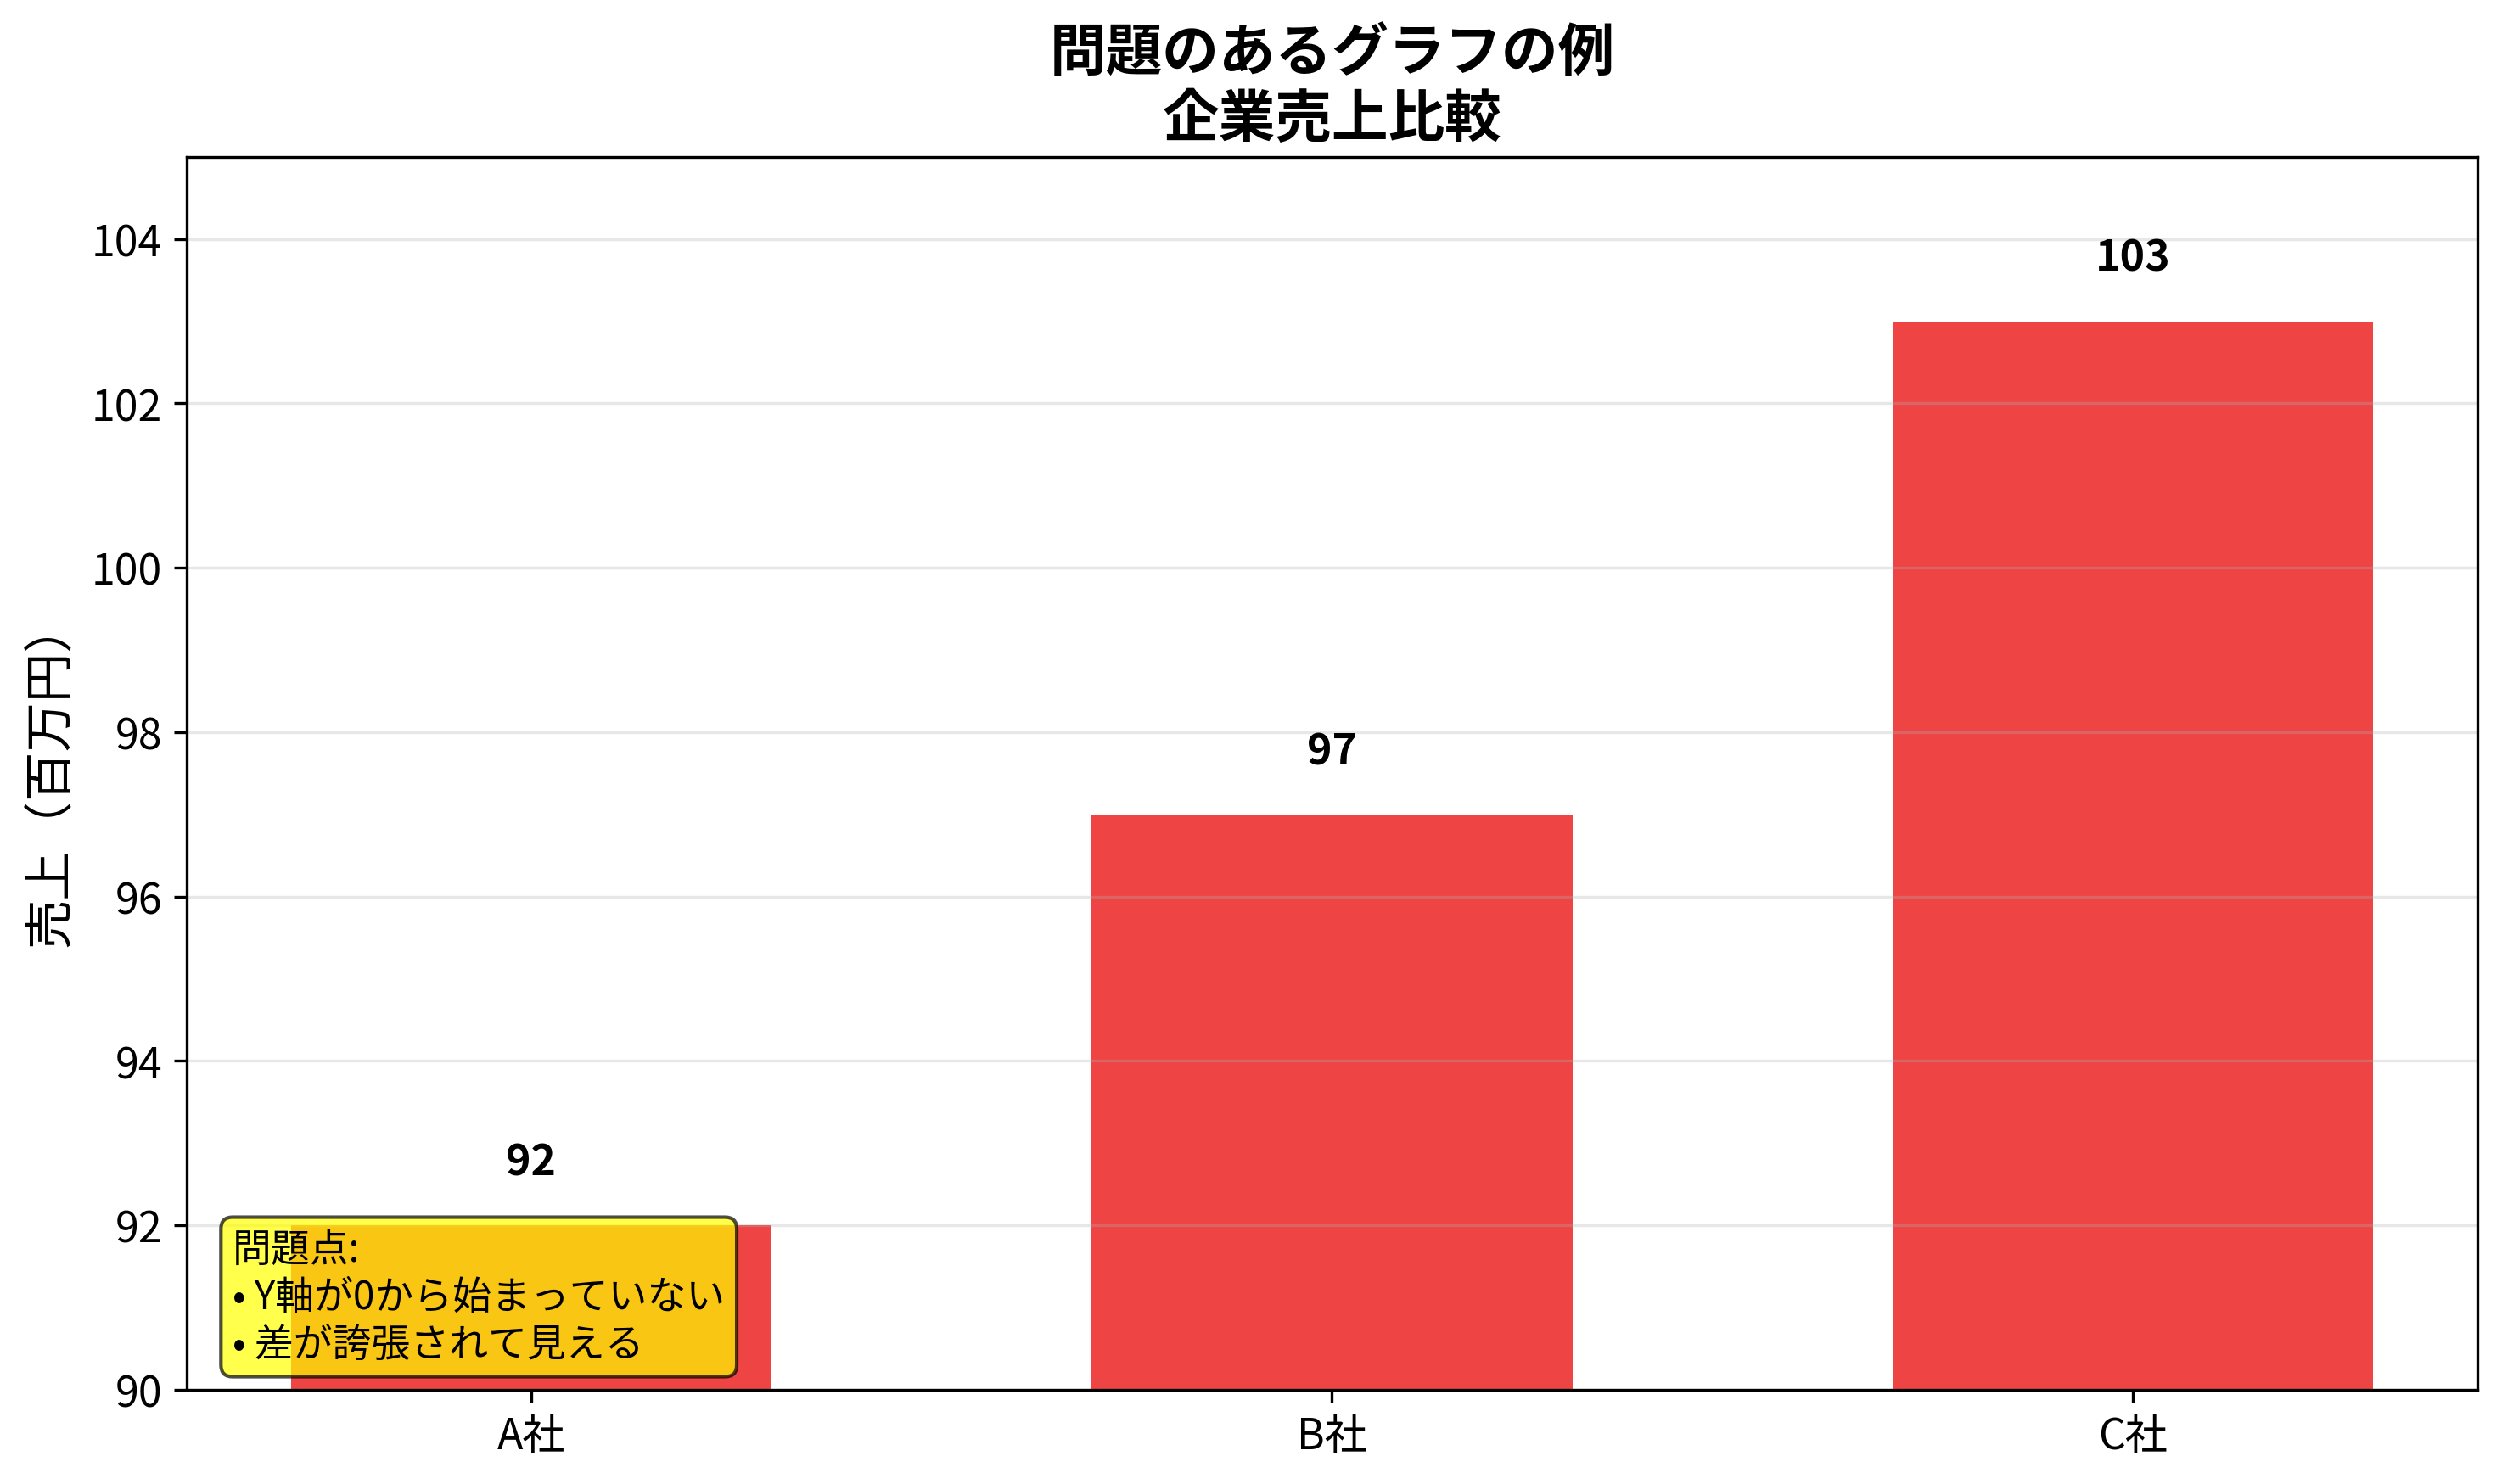 問題のあるグラフの例
企業売上比較
売上（百万円）
104
102
100
98
96
94
92
90
103
97
92
問題点:
• Y軸が0から始まっていない
• 差が誇張されて見える
A社
B社
C社